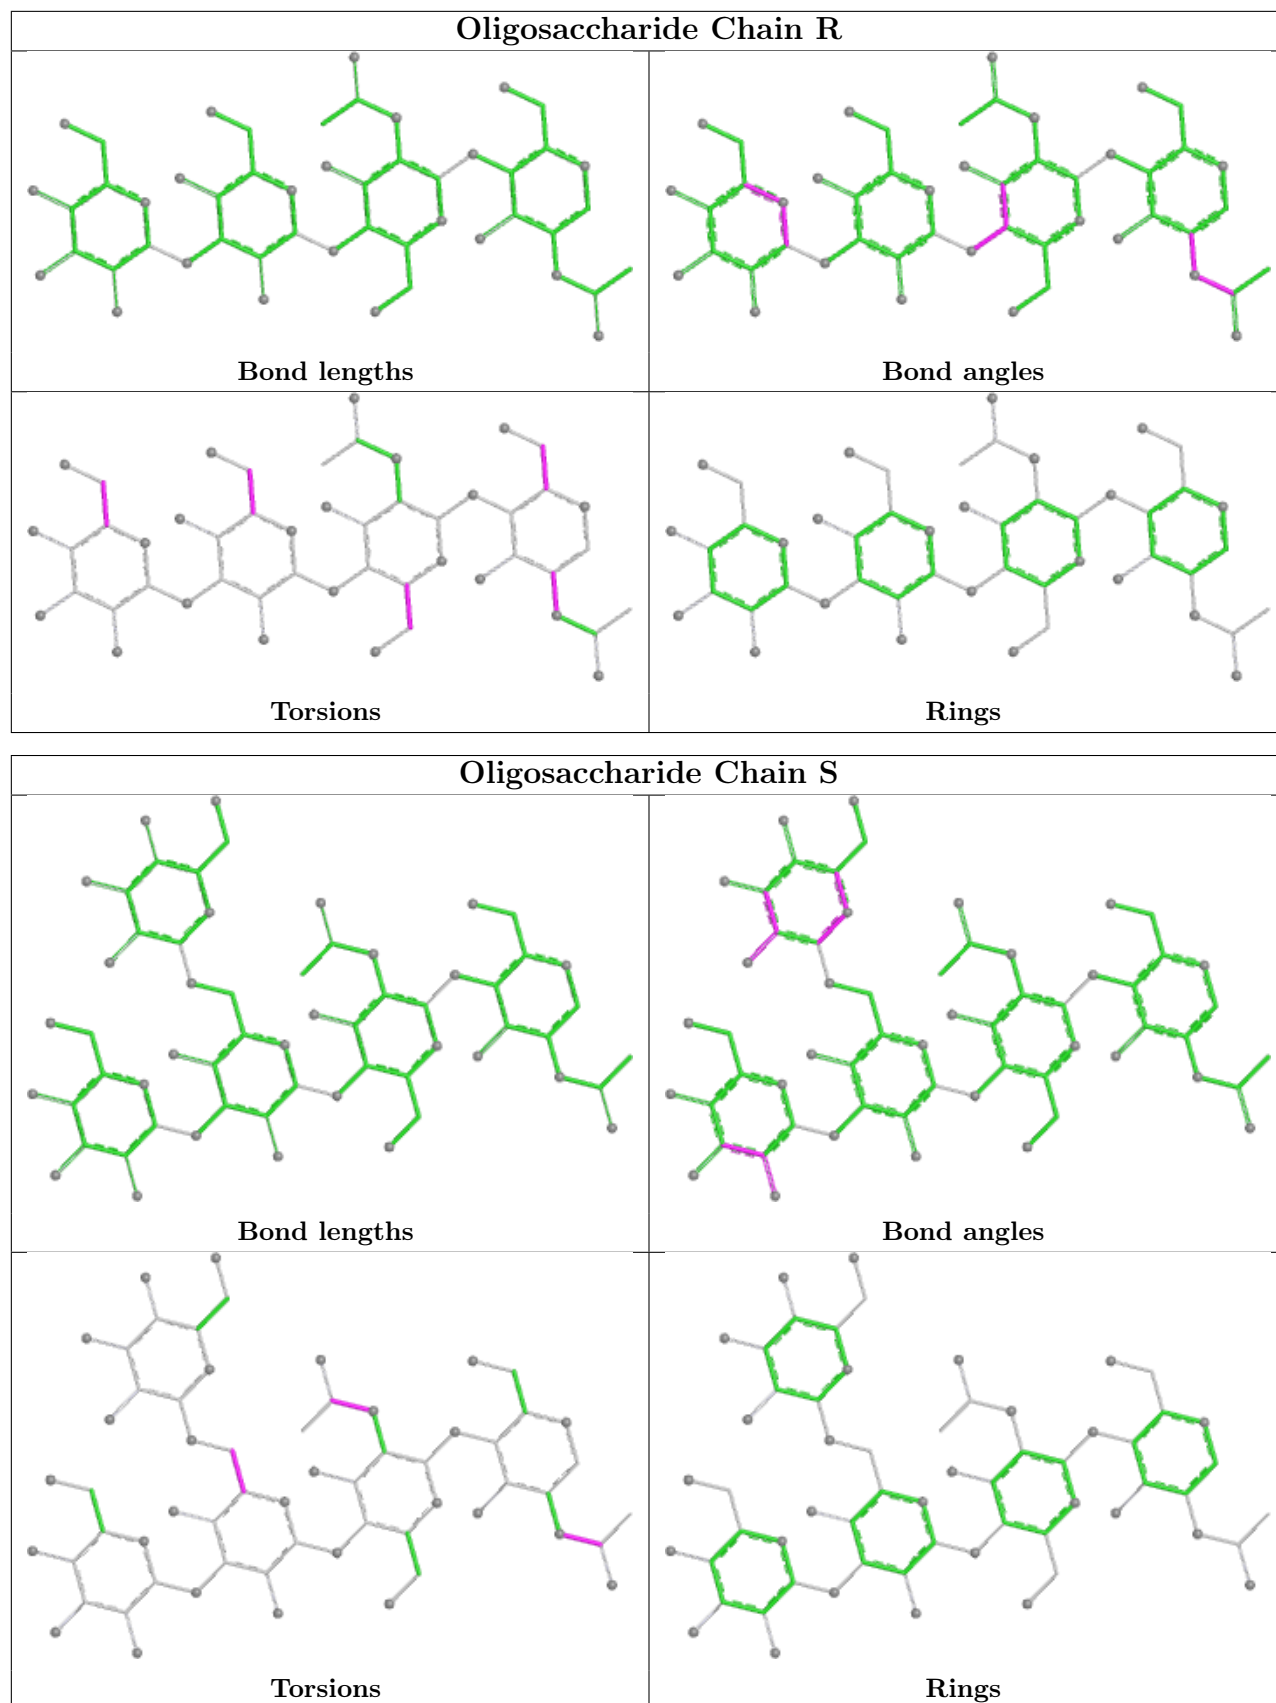 Oligosaccharide Chain R
Bond lengths
Bond angles
Torsions
Rings
Oligosaccharide Chain S
Bond lengths
Bond angles
Torsions
Rings